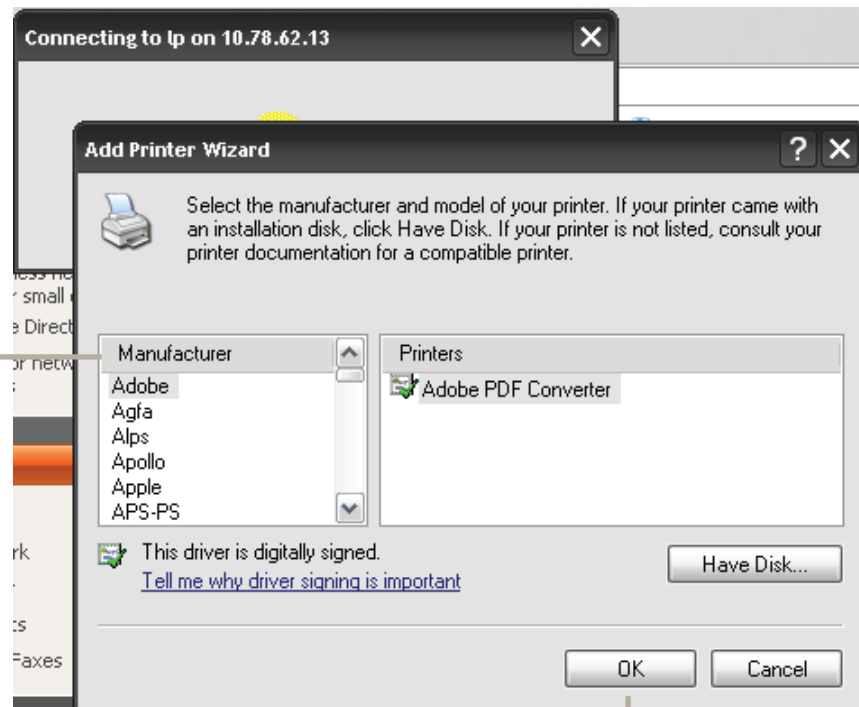 Connecting to lp on 10.78.62.13
Add Printer Wizard
Select the manufacturer and model of your printer. If your printer came with
an installation disk, click Have Disk. If your printer is not listed, consult your
printer documentation for a compatible printer.
small
Direct
Manufacturer
Adobe
Agfa
Alps
Apollo
Apple
APS-PS
Printers
Adobe PDF Converter
This driver is digitally signed.
Tell me why driver signing is important
Have Disk...
Faxes
OK
Cancel